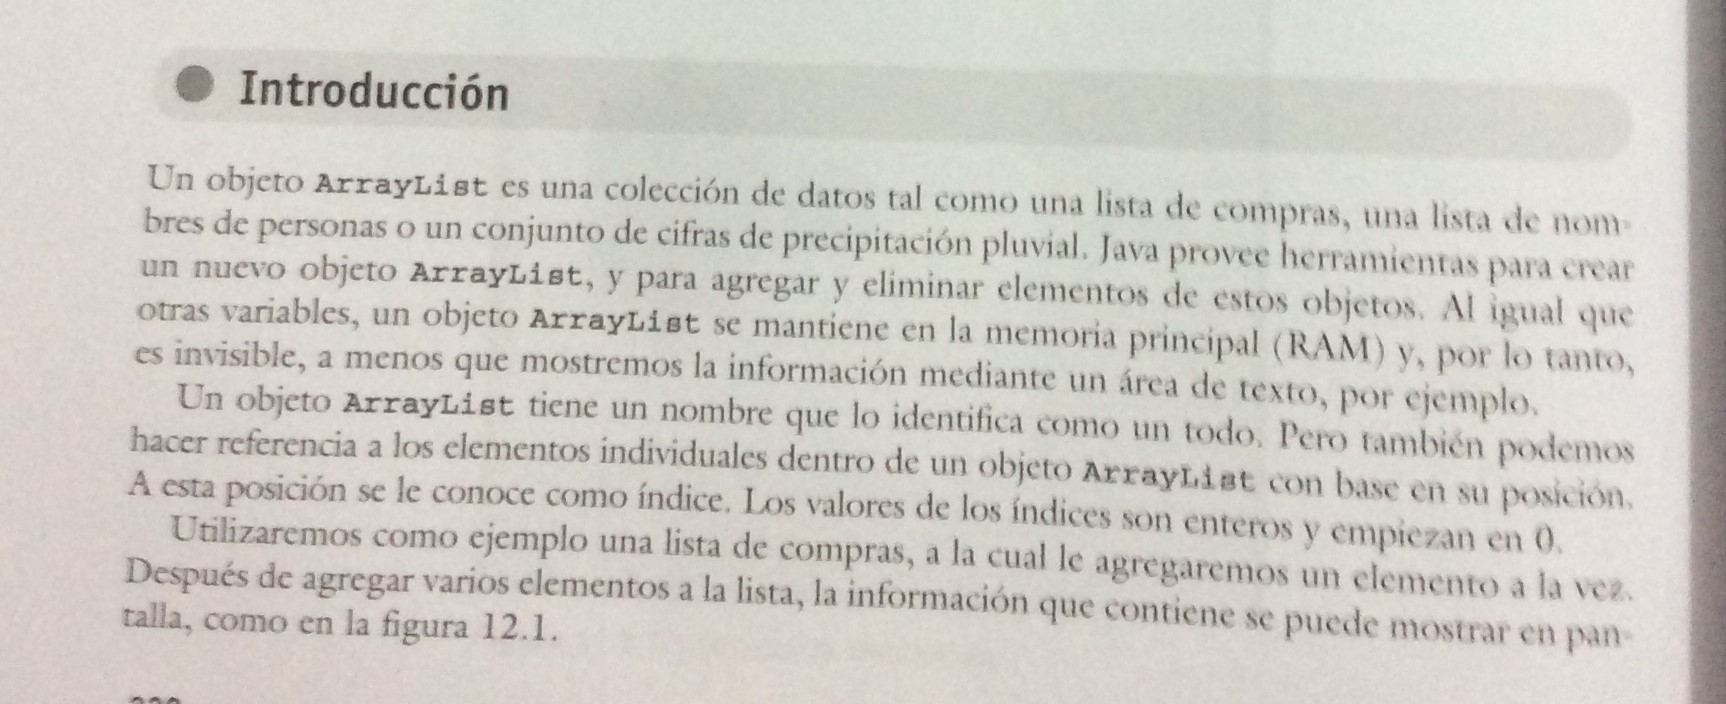 Introducción
Un objeto ArrayList es una colección de datos tal como una lista de compras, una lista de nom-
bres de personas o un conjunto de cifras de precipitación pluvial. Java provee herramientas para crear
un nuevo objeto ArrayList, y para agregar y eliminar elementos de estos objetos. Al igual que
otras variables, un objeto ArrayList se mantiene en la memoria principal (RAM) y, por lo tanto,
es invisible, a menos que mostremos la información mediante un área de texto, por ejemplo.
Un objeto ArrayList tiene un nombre que lo identifica como un todo. Pero también podemos
hacer referencia a los elementos individuales dentro de un objeto ArrayList con base en su posición.
A esta posición se le conoce como índice. Los valores de los índices son enteros y empiezan en 0.
Utilizaremos como ejemplo una lista de compras, a la cual le agregaremos un elemento a la vez.
Después de agregar varios elementos a la lista, la información que contiene se puede mostrar en pan-
talla, como en la figura 12.1.